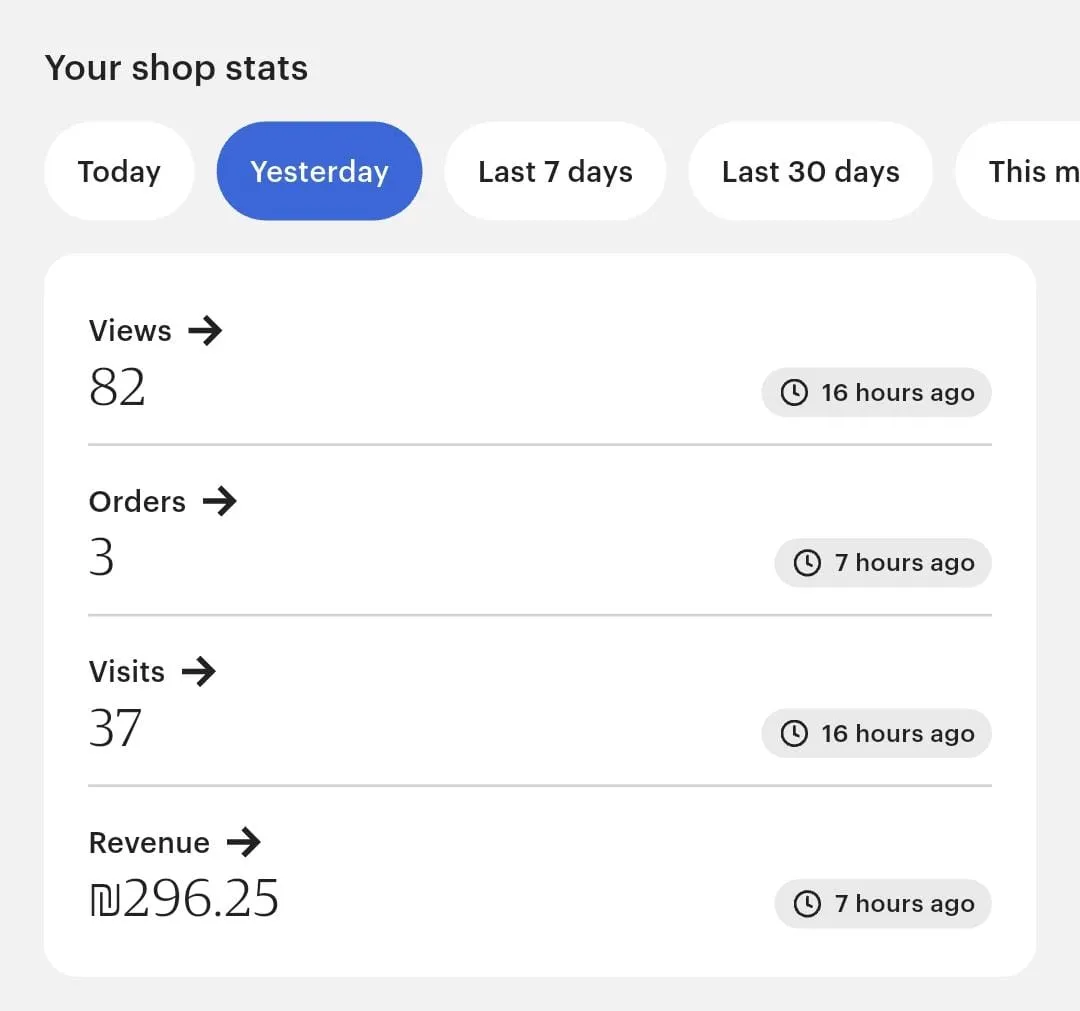 Your shop stats
Today Yesterday Last 7 days Last 30 days This m
Views
82
16 hours ago
Orders
3
7 hours ago
Visits
37
16 hours ago
Revenue
₪296.25
7 hours ago